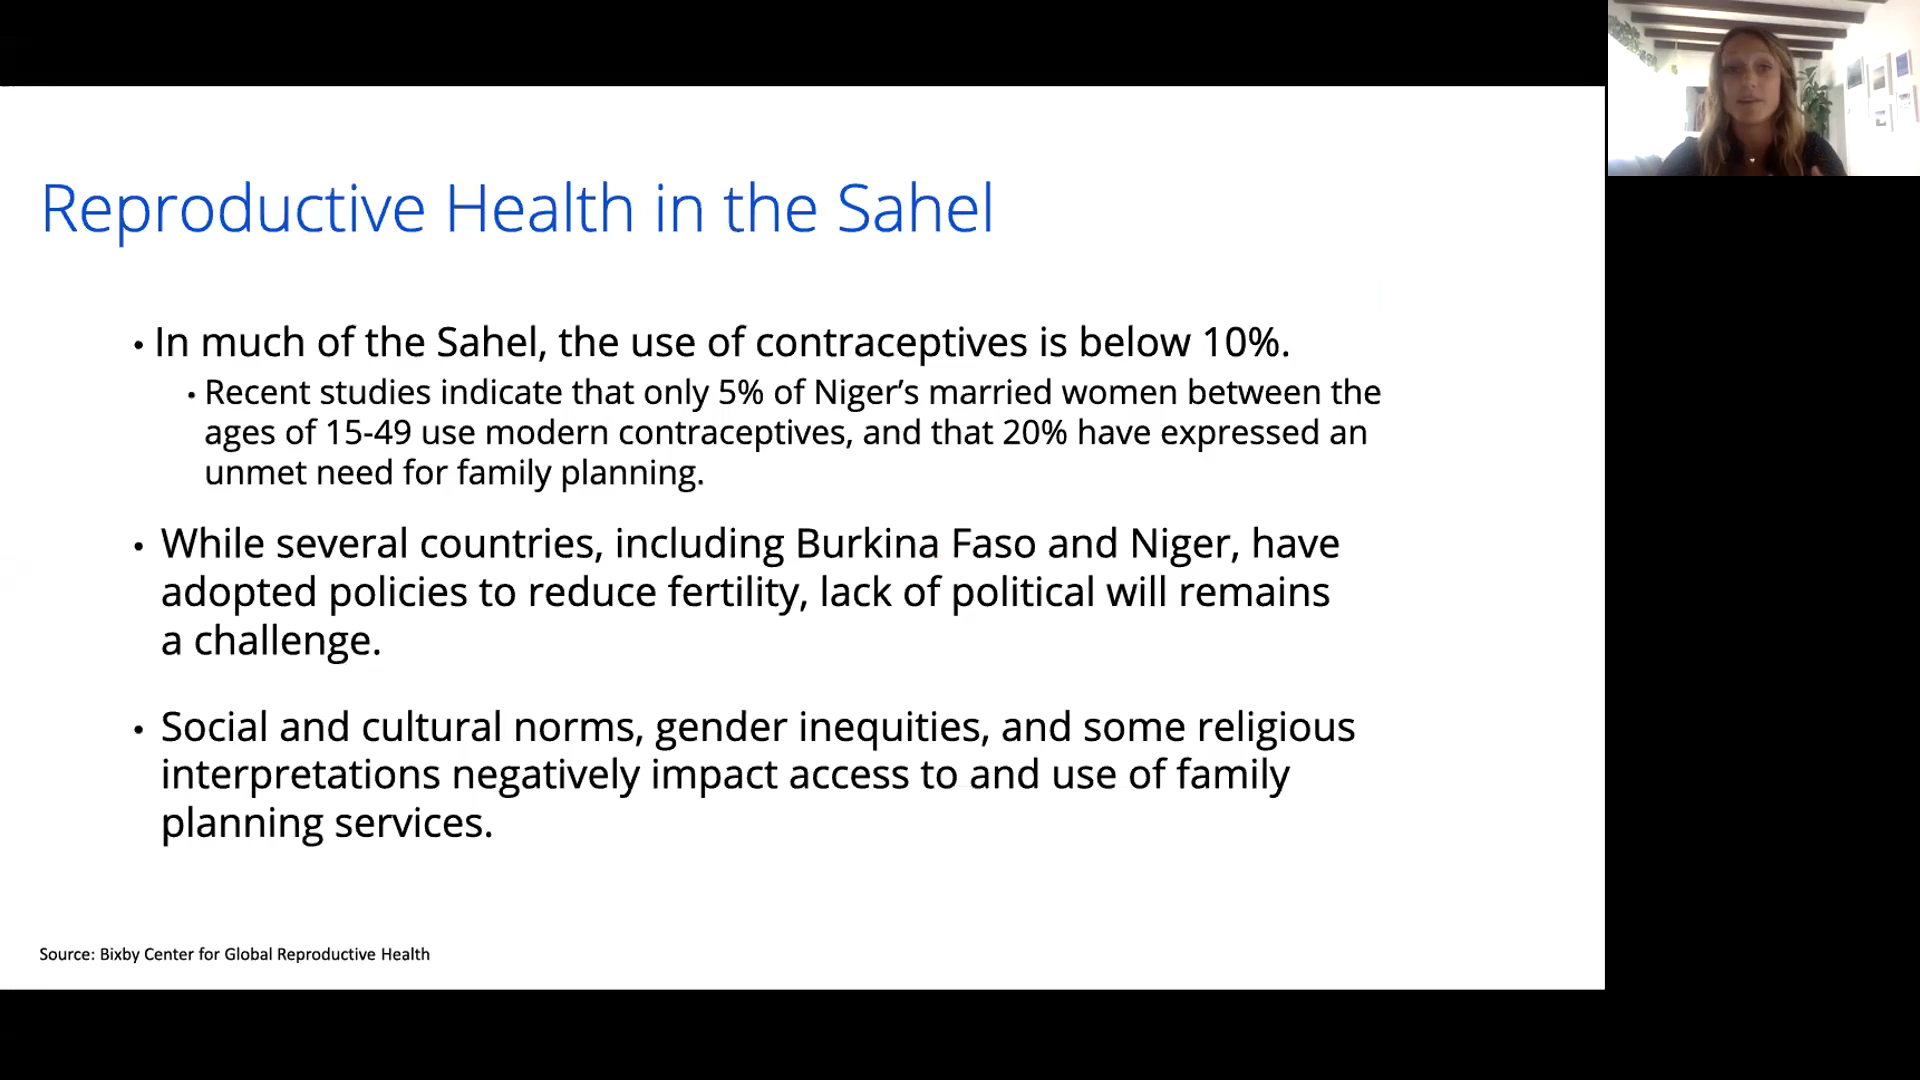 Reproductive Health in the Sahel
• In much of the Sahel, the use of contraceptives is below 10%.
• Recent studies indicate that only 5% of Niger’s married women between the
ages of 15-49 use modern contraceptives, and that 20% have expressed an
unmet need for family planning.
• While several countries, including Burkina Faso and Niger, have
adopted policies to reduce fertility, lack of political will remains
a challenge.
• Social and cultural norms, gender inequities, and some religious
interpretations negatively impact access to and use of family
planning services.
Source: Bixby Center for Global Reproductive Health